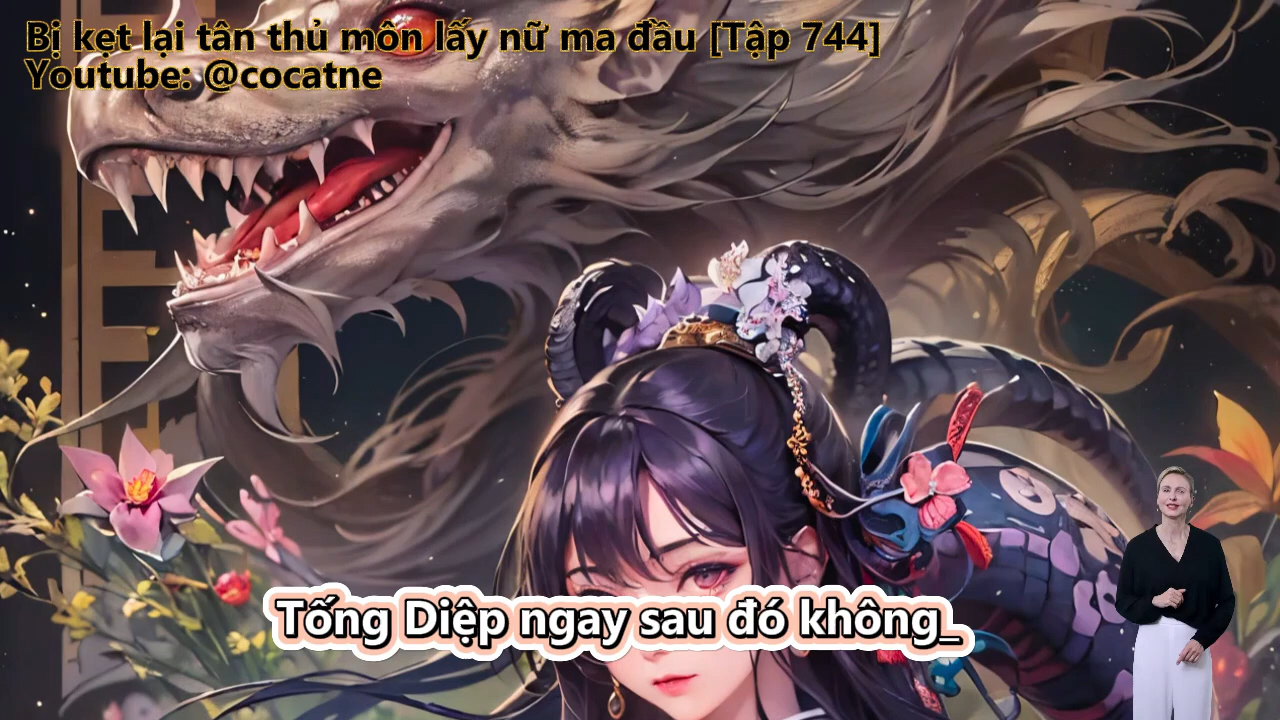 Bị kẹt lại tân thủ môn lấy nữ ma đầu [Tập 744]
Youtube: @cocatne
Tống Diệp ngay sau đó không_